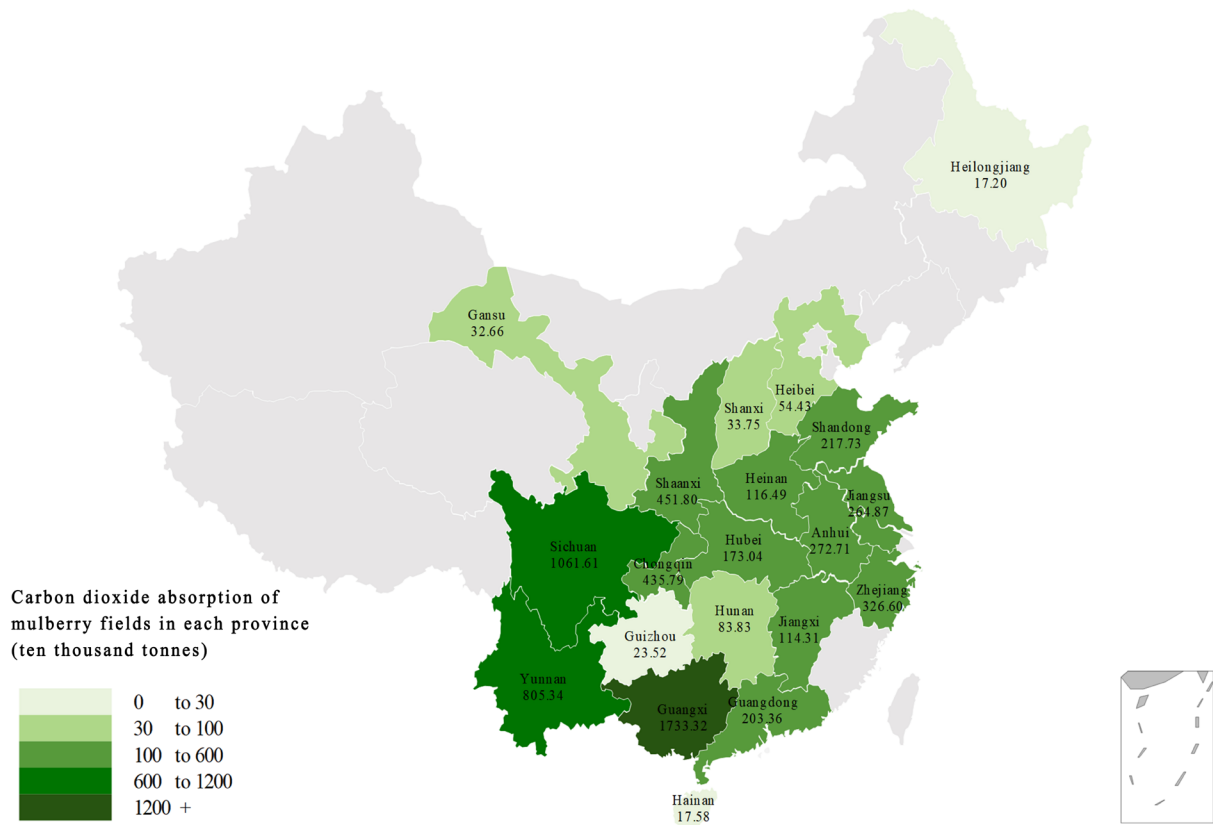 Heilongjiang
17.20
Gansu
32.66
Heibei
54.43
Shanxi
33.75
Shandong
217.73
Shaanxi
451.80
Heinan
116.49
Jiangsu
264.87
Anhui
272.71
Sichuan
1061.61
Hubei
173.04
Chongqin
435.79
Zhejiang
326.60
Hunan
83.83
Jiangxi
114.31
Guizhou
23.52
Yunnan
805.34
Guangxi
1733.32
Guangdong
203.36
Hainan
17.58
Carbon dioxide absorption of
mulberry fields in each province
(ten thousand tonnes)
0 to 30
30 to 100
100 to 600
600 to 1200
1200 +